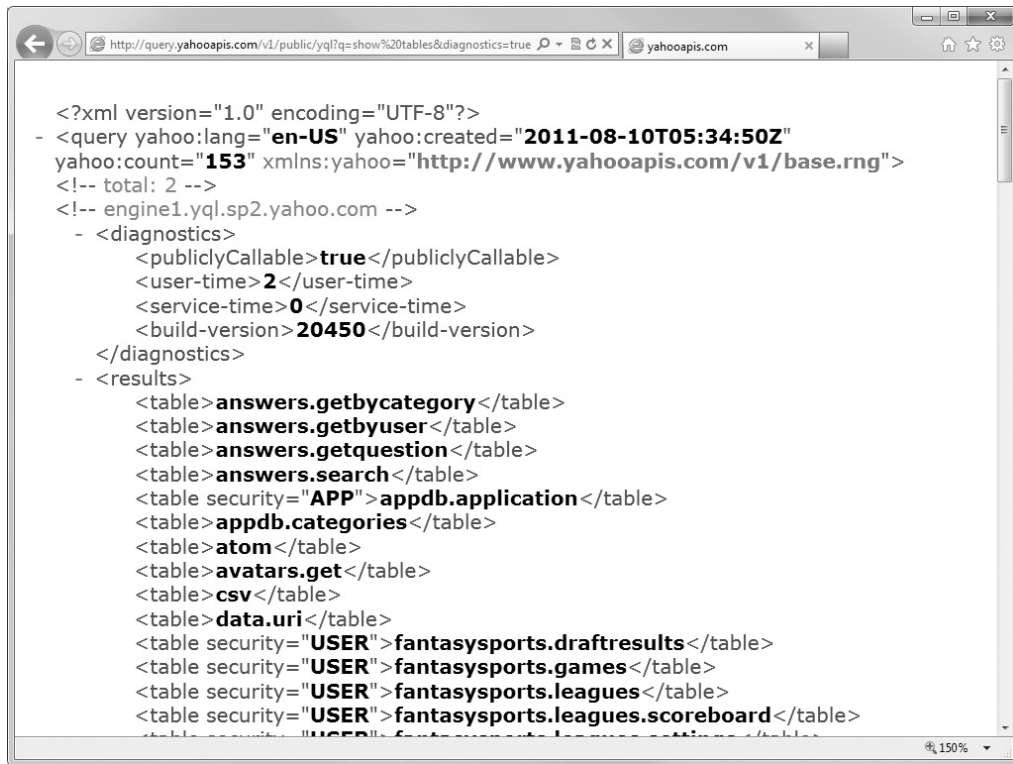 http://query.yahooapis.com/v1/public/yql?q=show%20tables&diagnostics=true
yahooapis.com
<?xml version="1.0" encoding="UTF-8"?>
- <query yahoo:lang="en-US" yahoo:created="2011-08-10T05:34:50Z"
yahoo:count="153" xmlns:yahoo="http://www.yahooapis.com/v1/base.rng">
<!-- total: 2 -->
<!-- engine1.yql.sp2.yahoo.com -->
- <diagnostics>
<publiclyCallable>true</publiclyCallable>
<user-time>2</user-time>
<service-time>0</service-time>
<build-version>20450</build-version>
</diagnostics>
- <results>
<table>answers.getbycategory</table>
<table>answers.getbyuser</table>
<table>answers.getquestion</table>
<table>answers.search</table>
<table security="APP">appdb.application</table>
<table>appdb.categories</table>
<table>atom</table>
<table>avatars.get</table>
<table>csv</table>
<table>data.uri</table>
<table security="USER">fantasysports.draftresults</table>
<table security="USER">fantasysports.games</table>
<table security="USER">fantasysports.leagues</table>
<table security="USER">fantasysports.leagues.scoreboard</table>
<table security="USER">fantasysports.leagues.settings</table>
150%